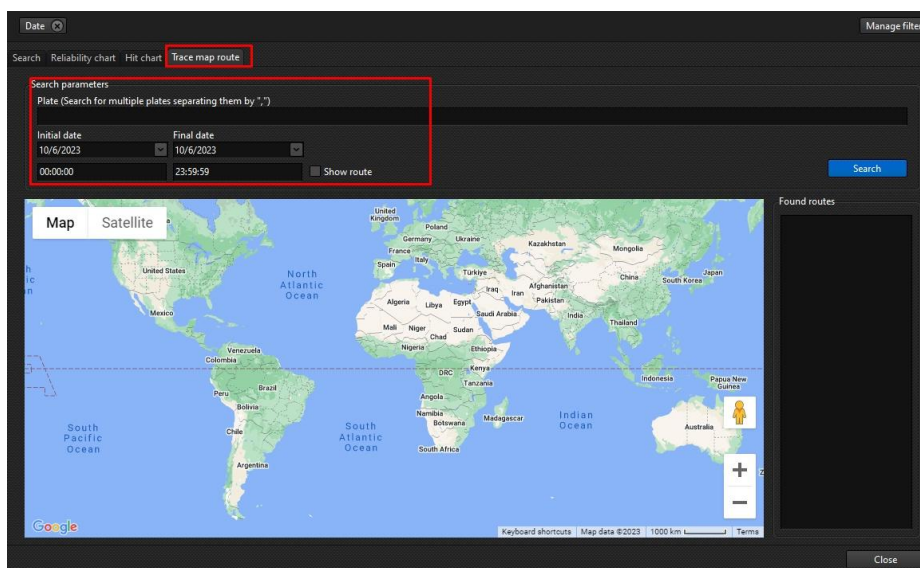 Date
Manage filter
Search Reliability chart Hit chart Trace map route
Search parameters
Plate (Search for multiple plates separating them by ",")
Initial date Final date
10/6/2023 10/6/2023
00:00:00 23:59:59 Show route
Search
Found routes
Map Satellite
United Kingdom
Poland
Germany Ukraine
France
Kazakhstan
Mongolia
Spain Italy
Türkiye
United States
North Atlantic Ocean
China
South Korea
Japan
Iraq Iran
Afghanistan
Pakistan
Algeria Libya Egypt
Saudi Arabia
Mexico
India
Thailand
Mali Niger Sudan
Chad
Nigeria
Ethiopia
Venezuela
Colombia
DRC Kenya
Tanzania
Indonesia
Papua New Guinea
Peru Brazil
Bolivia
Angola
Namibia
Botswana
Madagascar
Indian Ocean
Australia
South Pacific Ocean
Chile
South Atlantic Ocean
South Africa
Argentina
Google
Keyboard shortcuts Map data ©2023 1000 km Terms
Close